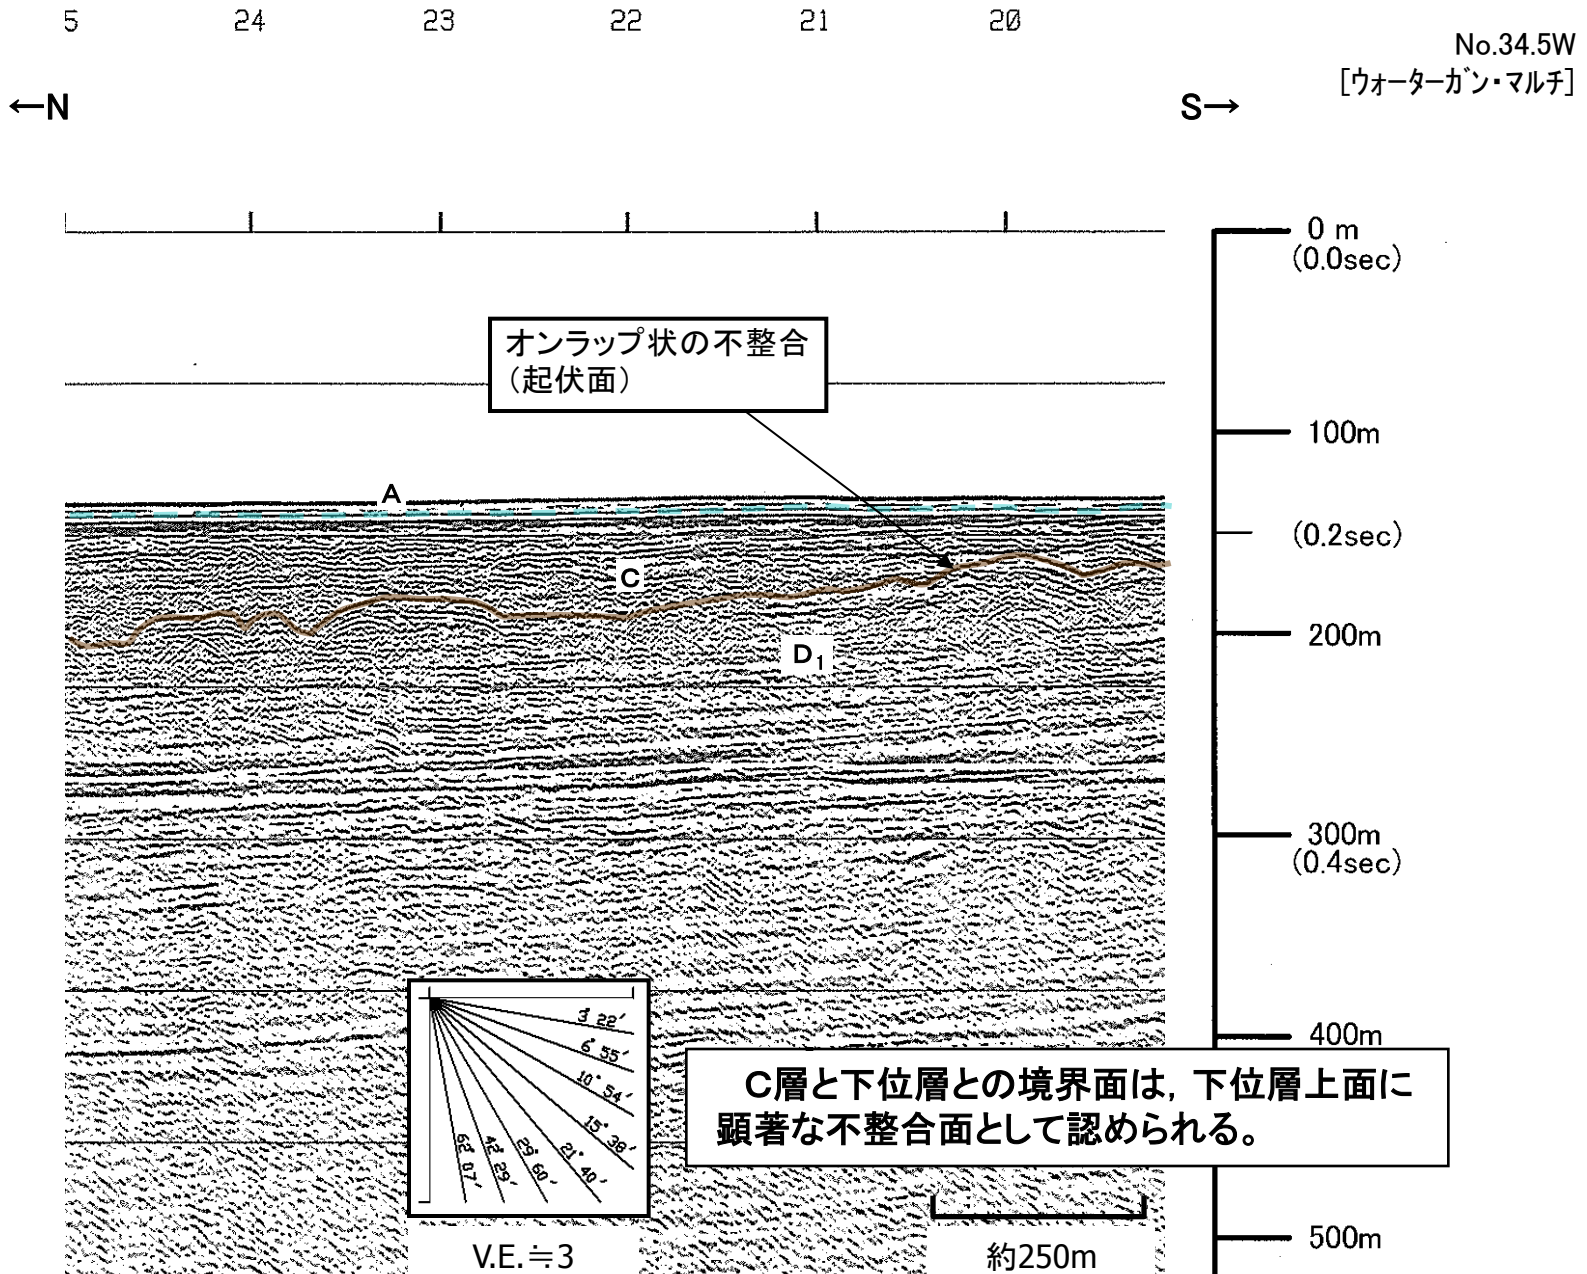 5 24 23 22 21 20
No.34.5W
[ウォーターガン・マルチ]
←N
S→
0 m
(0.0sec)
オンラップ状の不整合
（起伏面）
100m
A
(0.2sec)
C
200m
D₁
300m
(0.4sec)
3° 22′
6° 55′
10° 54′
15° 38′
21° 40′
29° 60′
42° 29′
62° 07′
400m
C層と下位層との境界面は，下位層上面に
顕著な不整合面として認められる。
500m
V.E.≒3
約250m